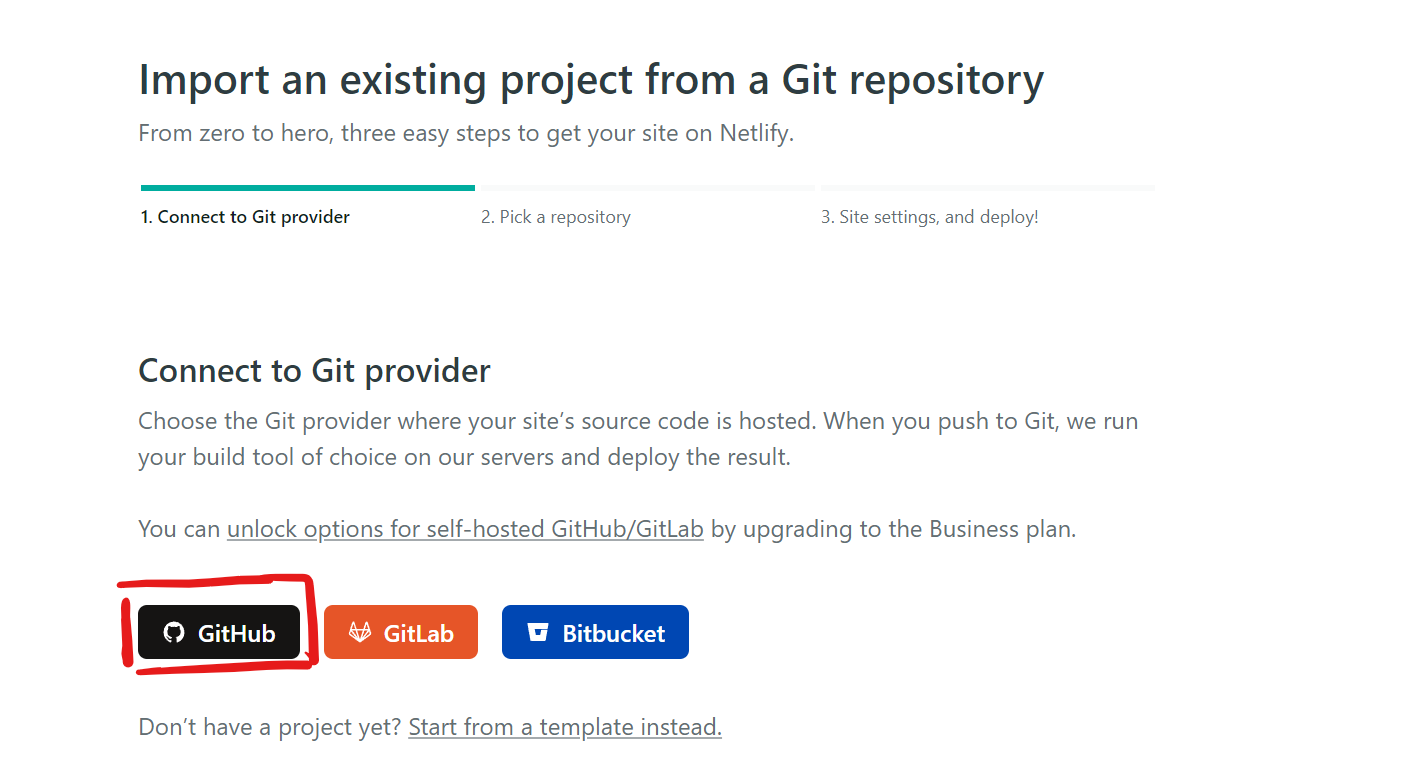 Import an existing project from a Git repository
From zero to hero, three easy steps to get your site on Netlify.
1. Connect to Git provider
2. Pick a repository
3. Site settings, and deploy!
Connect to Git provider
Choose the Git provider where your site’s source code is hosted. When you push to Git, we run
your build tool of choice on our servers and deploy the result.
You can unlock options for self-hosted GitHub/GitLab by upgrading to the Business plan.
GitHub
GitLab
Bitbucket
Don’t have a project yet? Start from a template instead.